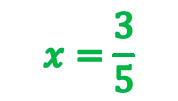 x = 3/5